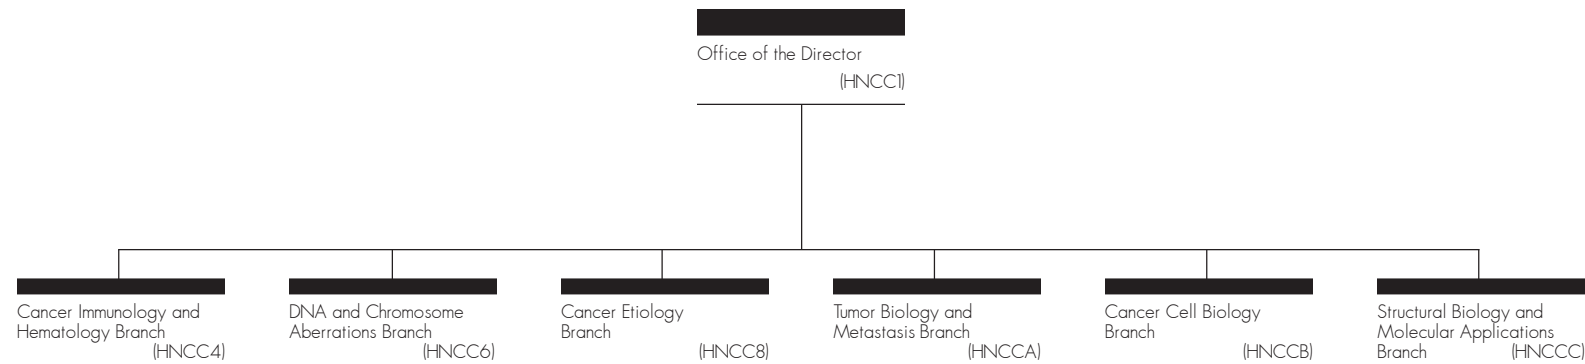 Office of the Director
(HNCC1)
Cancer Immunology and
Hematology Branch
(HNCC4)
DNA and Chromosome
Aberrations Branch
(HNCC6)
Cancer Etiology
Branch
(HNCC8)
Tumor Biology and
Metastasis Branch
(HNCCA)
Cancer Cell Biology
Branch
(HNCCB)
Structural Biology and
Molecular Applications
Branch (HNCCC)